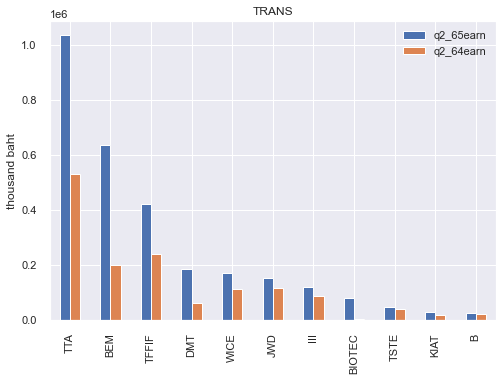 TRANS
1e6
q2_65earn
q2_64earn
thousand baht
1.0
0.8
0.6
0.4
0.2
0.0
TTA
BEM
TFFIF
DMT
WICE
JWD
III
BIOTEC
TSTE
KIAT
B